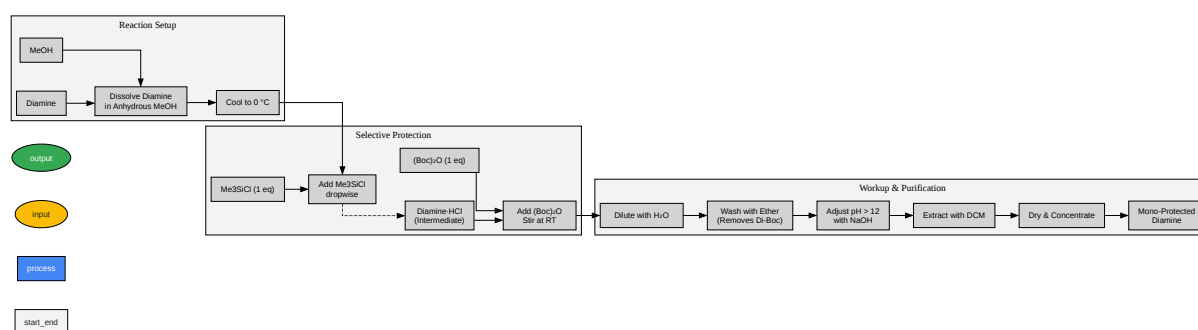 Reaction Setup
MeOH
Diamine
Dissolve Diamine
in Anhydrous MeOH
Cool to 0 °C
output
input
process
start_end
Selective Protection
(Boc)₂O (1 eq)
Me3SiCl (1 eq)
Add Me3SiCl
dropwise
Diamine·HCl
(Intermediate)
Add (Boc)₂O
Stir at RT
Workup & Purification
Dilute with H₂O
Wash with Ether
(Removes Di-Boc)
Adjust pH > 12
with NaOH
Extract with DCM
Dry & Concentrate
Mono-Protected
Diamine